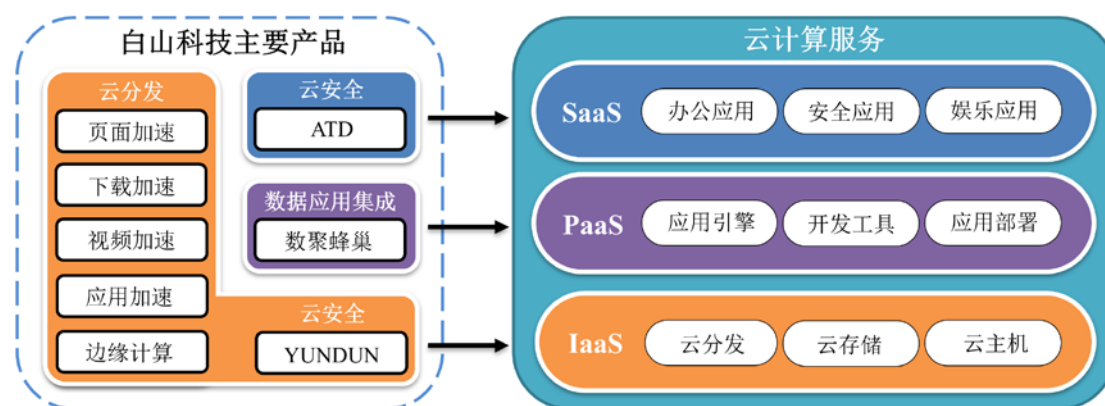 白山科技主要产品
云分发
页面加速
下载加速
视频加速
应用加速
边缘计算
云安全
ATD
数据应用集成
数聚蜂巢
云安全
YUNDUN
云计算服务
SaaS 办公应用 安全应用 娱乐应用
PaaS 应用引擎 开发工具 应用部署
IaaS 云分发 云存储 云主机